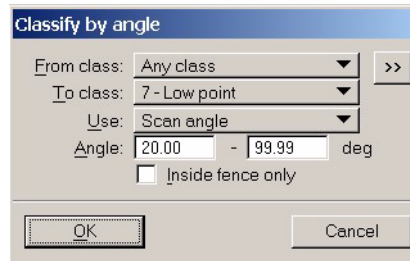 Classify by angle
From class: Any class >>
To class: 7 - Low point
Use: Scan angle
Angle: 20.00 - 99.99 deg
Inside fence only
OK Cancel